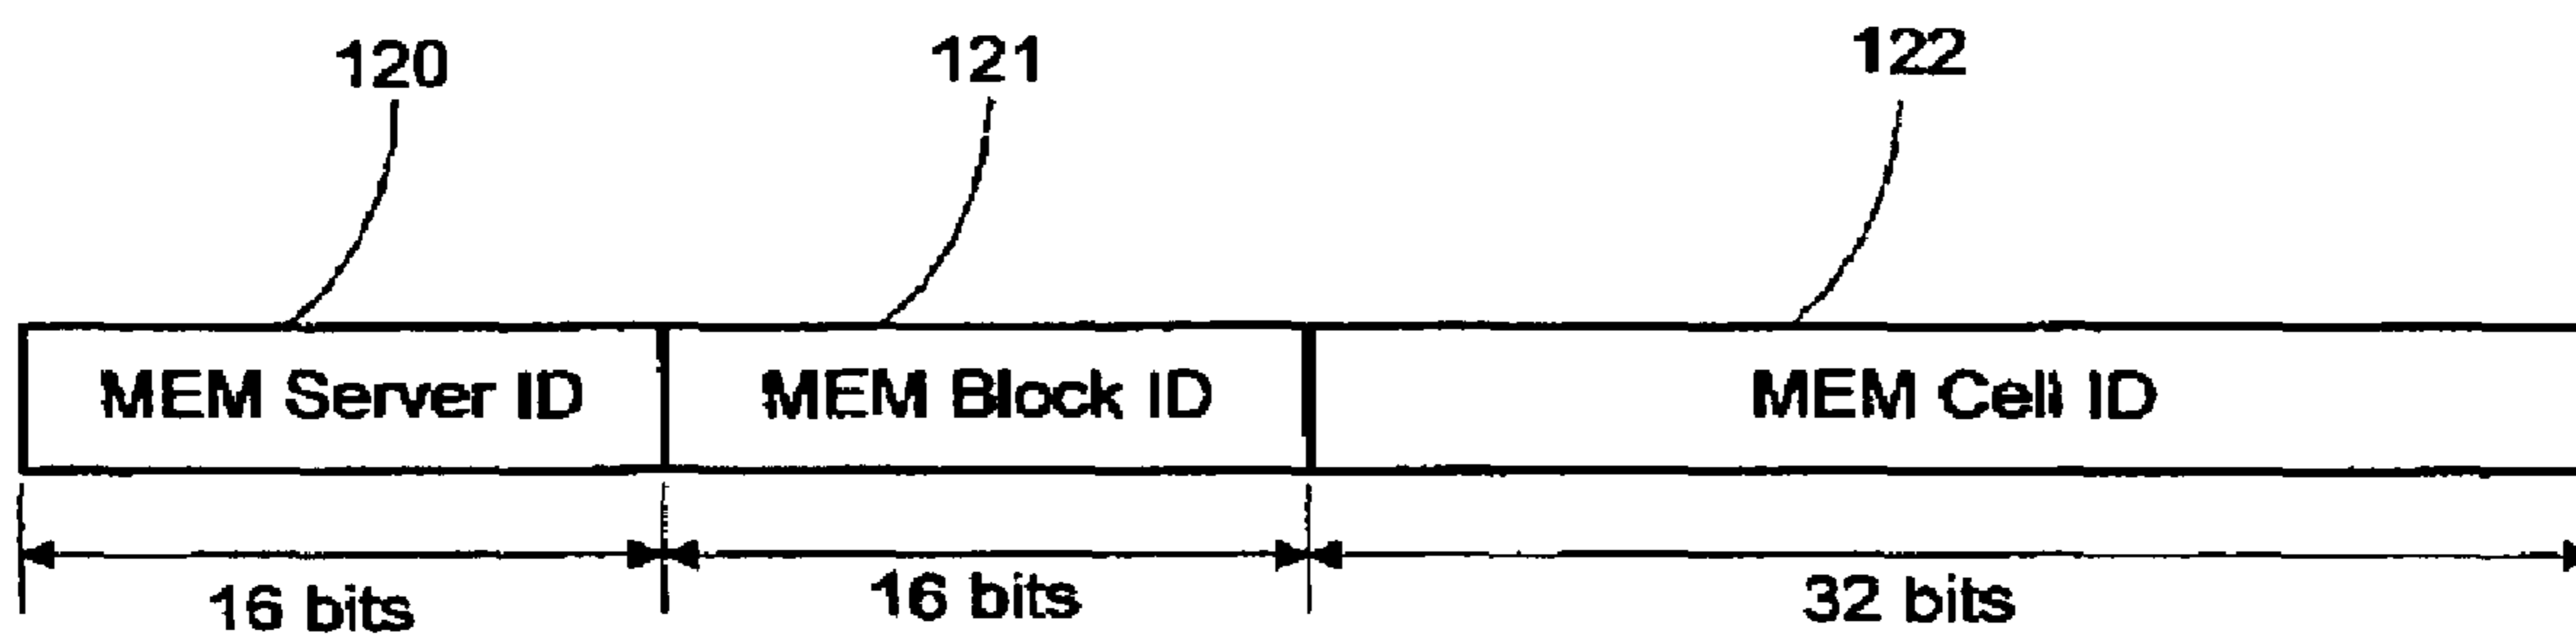 120 121 122
MEM Server ID MEM Block ID MEM Cell ID
16 bits 16 bits 32 bits